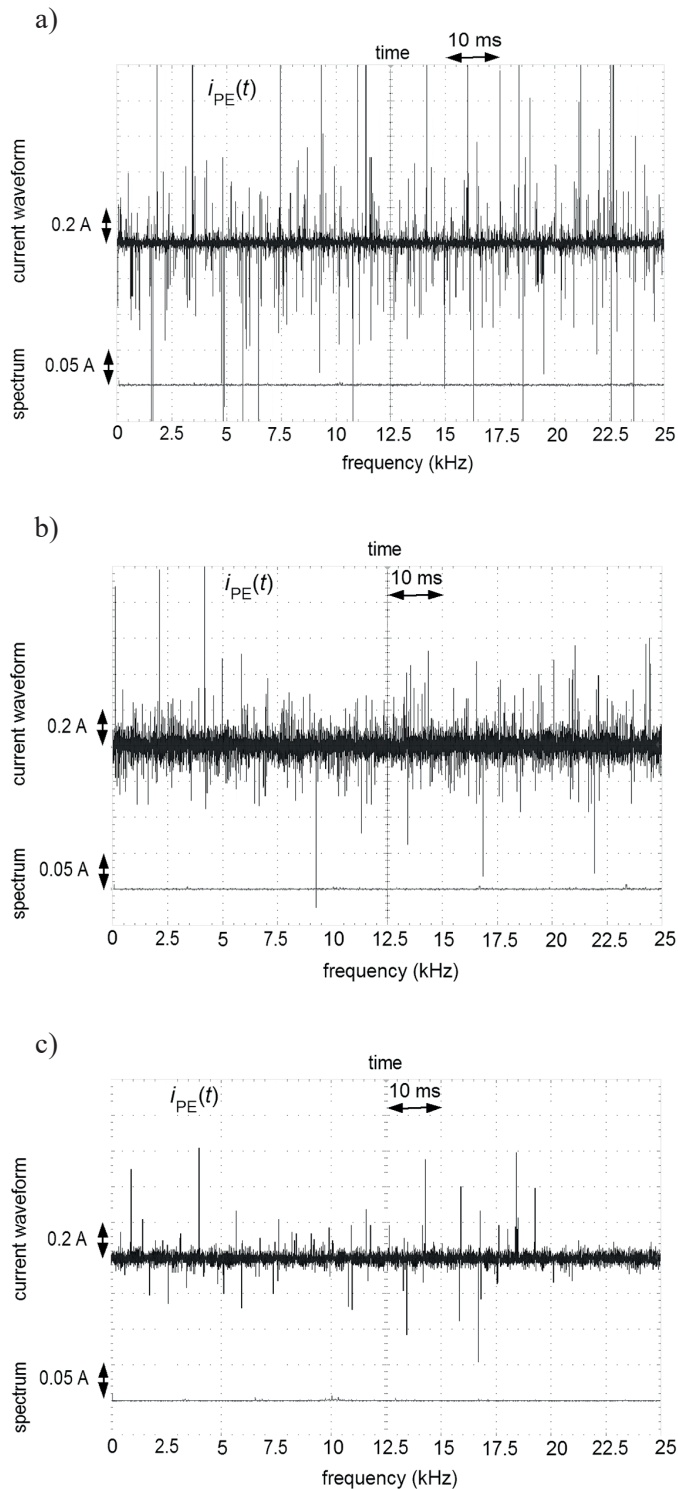 a)
time
10 ms
iPE(t)
current waveform
0.2 A
spectrum
0.05 A
0 2.5 5 7.5 10 12.5 15 17.5 20 22.5 25
frequency (kHz)
b)
time
iPE(t)
10 ms
current waveform
0.2 A
spectrum
0.05 A
0 2.5 5 7.5 10 12.5 15 17.5 20 22.5 25
frequency (kHz)
c)
time
iPE(t)
10 ms
current waveform
0.2 A
spectrum
0.05 A
0 2.5 5 7.5 10 12.5 15 17.5 20 22.5 25
frequency (kHz)